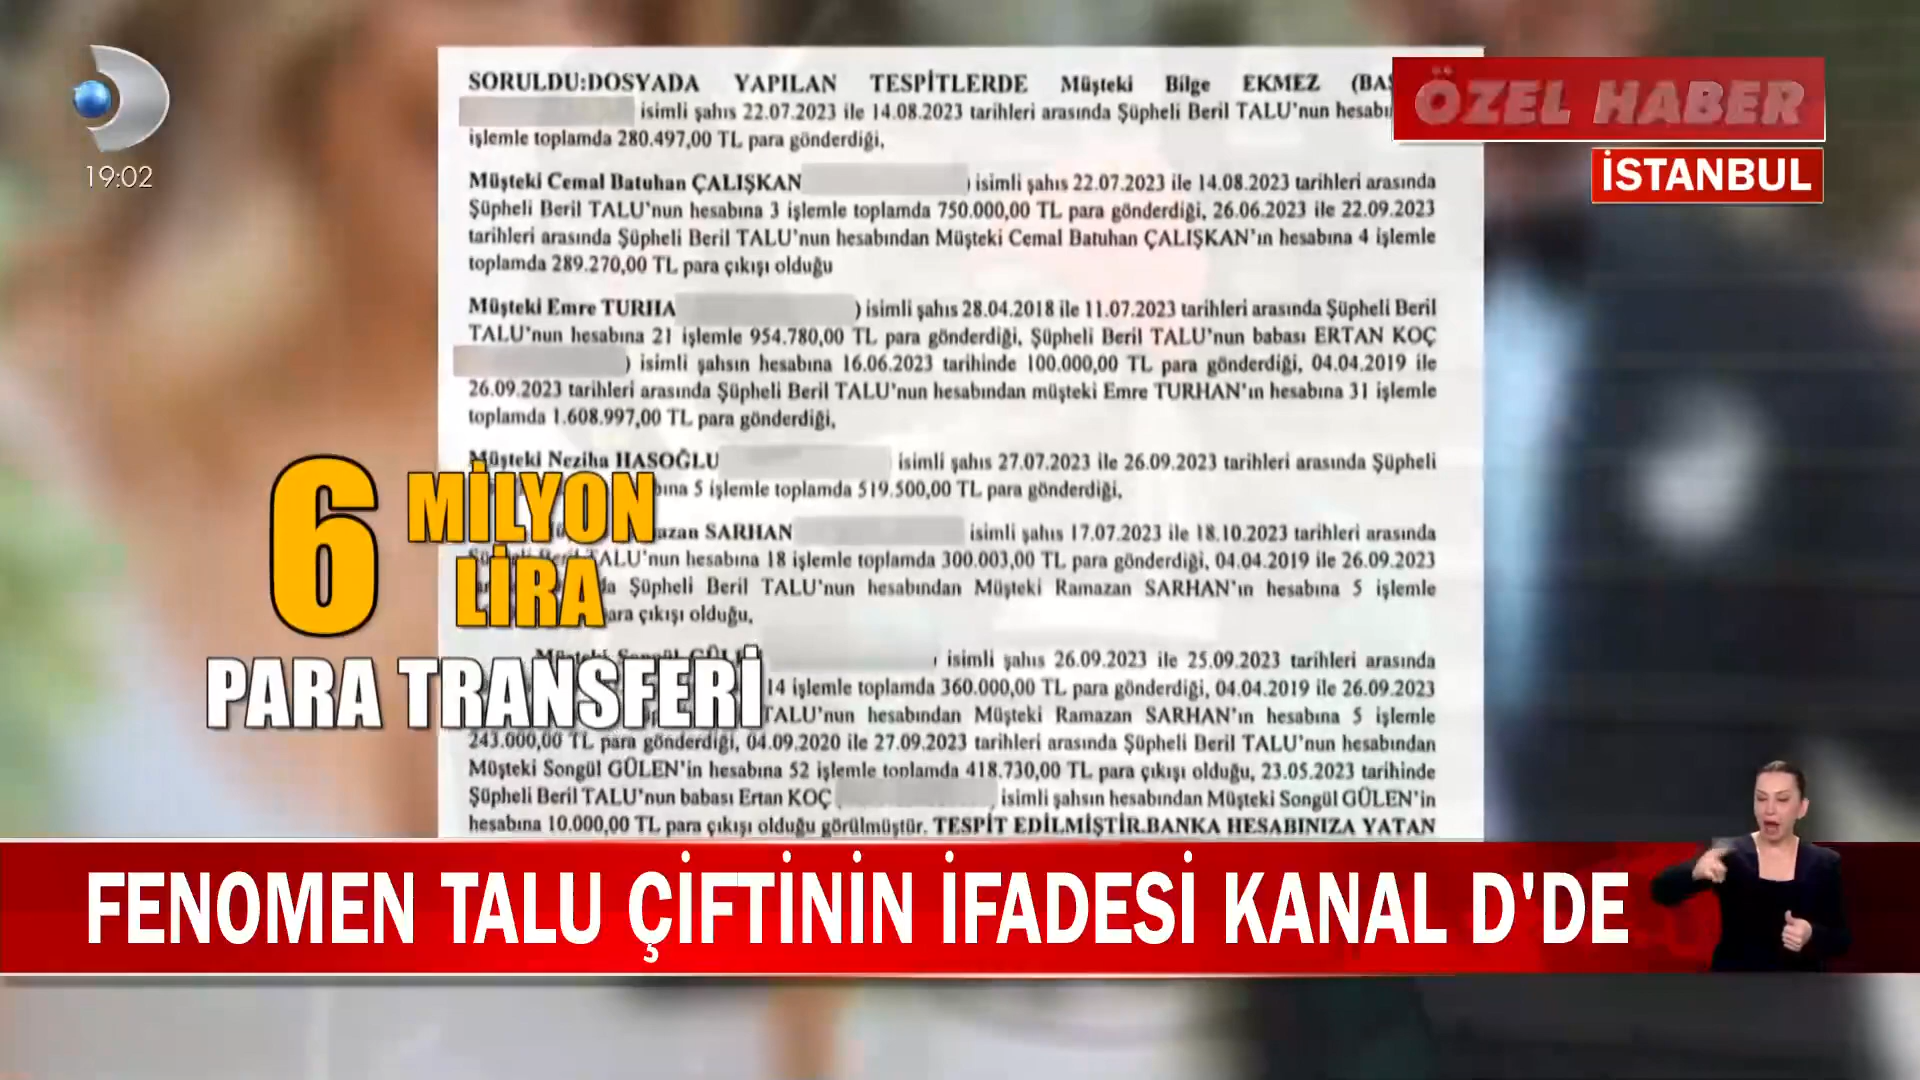 19:02
ÖZEL HABER
İSTANBUL
SORULDU:DOSYADA YAPILAN TESPİTLERDE Müşteki Bilge EKMEZ (BA
isimli şahıs 22.07.2023 ile 14.08.2023 tarihleri arasında Şüpheli Beril TALU'nun
işlemle toplamda 280.497,00 TL para gönderdiği,
Müşteki Cemal Batuhan ÇALIŞKAN ) isimli şahıs 22.07.2023 ile 14.08.2023 tarihleri arasında
Şüpheli Beril TALU'nun hesabına 3 işlemle toplamda 750.000,00 TL para gönderdiği, 26.06.2023 ile 22.09.2023
tarihleri arasında Şüpheli Beril TALU'nun hesabından Müşteki Cemal Batuhan ÇALIŞKAN'ın hesabına 4 işlemle
toplamda 289.270,00 TL para çıkışı olduğu
Müşteki Emre TURHA ) isimli şahıs 28.04.2018 ile 11.07.2023 tarihleri arasında Şüpheli Beril
TALU'nun hesabına 21 işlemle 954.780,00 TL para gönderdiği, Şüpheli Beril TALU'nun babası ERTAN KOÇ
) isimli şahsın hesabına 16.06.2023 tarihinde 100.000,00 TL para gönderdiği, 04.04.2019 ile
26.09.2023 tarihleri arasında Şüpheli Beril TALU'nun hesabından müşteki Emre TURHAN'ın hesabına 31 işlemle
toplamda 1.608.997,00 TL para gönderdiği,
Müşteki Neziha HASOĞLU isimli şahıs 27.07.2023 ile 26.09.2023 tarihleri arasında Şüpheli
5 işlemle toplamda 519.500,00 TL para gönderdiği,
SARHAN isimli şahıs 17.07.2023 ile 18.10.2023 tarihleri arasında
TALU'nun hesabına 18 işlemle toplamda 300.003,00 TL para gönderdiği, 04.04.2019 ile 26.09.2023
Şüpheli Beril TALU'nun hesabından Müşteki Ramazan SARHAN'ın hesabına 5 işlemle
para çıkışı olduğu,
isimli şahıs 26.09.2023 ile 25.09.2023 tarihleri arasında
14 işlemle toplamda 360.000,00 TL para gönderdiği, 04.04.2019 ile 26.09.2023
TALU'nun hesabından Müşteki Ramazan SARHAN'ın hesabına 5 işlemle
243.000,00 TL para gönderdiği, 04.09.2020 ile 27.09.2023 tarihleri arasında Şüpheli Beril TALU'nun hesabından
Müşteki Songül GÜLEN'in hesabına 52 işlemle toplamda 418.730,00 TL para çıkışı olduğu, 23.05.2023 tarihinde
Şüpheli Beril TALU'nun babası Ertan KOÇ isimli şahsın hesabından Müşteki Songül GÜLEN'in
hesabına 10.000,00 TL para çıkışı olduğu görülmüştür. TESPİT EDİLMİŞTİR.BANKA HESABINIZA YATAN
6 MİLYON
LİRA
PARA TRANSFERİ
FENOMEN TALU ÇİFTİNİN İFADESİ KANAL D'DE